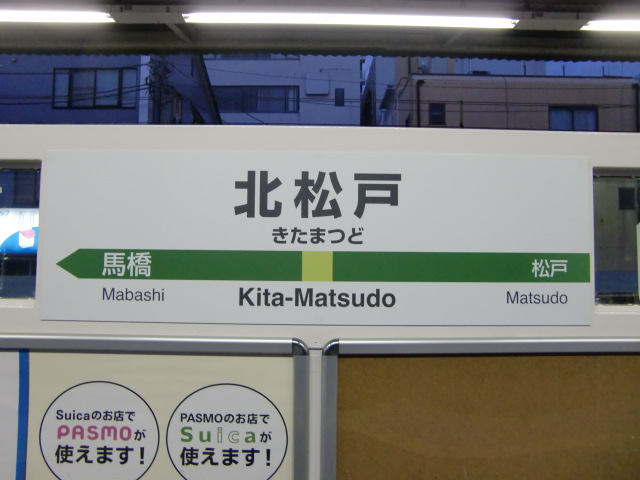 北松戸
きたまつど
馬橋
松戸
Mabashi
Kita-Matsudo
Matsudo
Suicaのお店で
PASMOが
使えます!
PASMOのお店で
Suicaが
使えます!